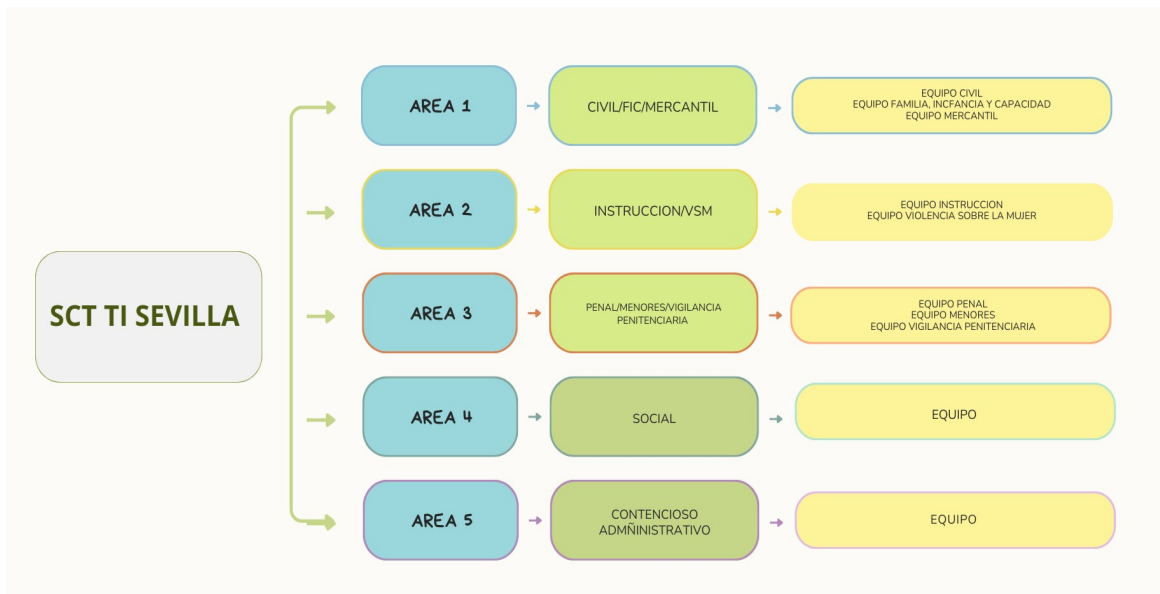 SCT TI SEVILLA
AREA 1
CIVIL/FIC/MERCANTIL
EQUIPO CIVIL
EQUIPO FAMILIA, INCFANCIA Y CAPACIDAD
EQUIPO MERCANTIL
AREA 2
INSTRUCCION/VSM
EQUIPO INSTRUCCION
EQUIPO VIOLENCIA SOBRE LA MUJER
AREA 3
PENAL/MENORES/VIGILANCIA
PENITENCIARIA
EQUIPO PENAL
EQUIPO MENORES
EQUIPO VIGILANCIA PENITENCIARIA
AREA 4
SOCIAL
EQUIPO
AREA 5
CONTENCIOSO
ADMÑINISTRATIVO
EQUIPO